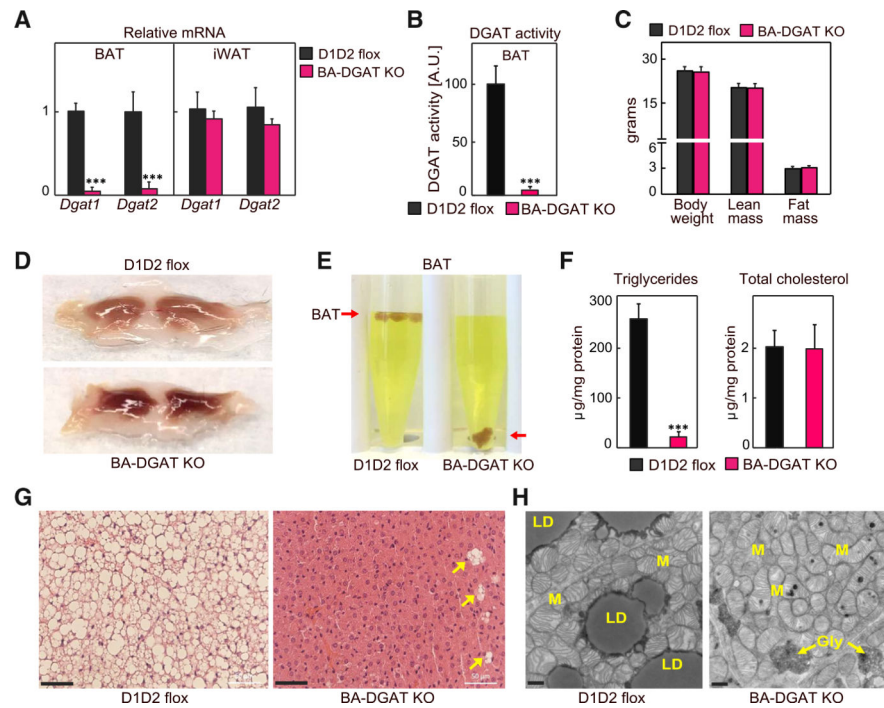 A
Relative mRNA
BAT
iWAT
D1D2 flox
BA-DGAT KO
1
0
***
***
Dgat1
Dgat2
Dgat1
Dgat2
B
DGAT activity
BAT
DGAT activity [A.U.]
100
50
0
***
D1D2 flox
BA-DGAT KO
C
D1D2 flox
BA-DGAT KO
grams
30
15
6
3
0
Body weight
Lean mass
Fat mass
D
D1D2 flox
BA-DGAT KO
E
BAT
BAT
D1D2 flox
BA-DGAT KO
F
Triglycerides
µg/mg protein
300
200
100
0
***
Total cholesterol
µg/mg protein
2
1
0
D1D2 flox
BA-DGAT KO
G
50 µm
D1D2 flox
BA-DGAT KO
H
LD
M
M
LD
LD
D1D2 flox
M
M
M
Gly
BA-DGAT KO